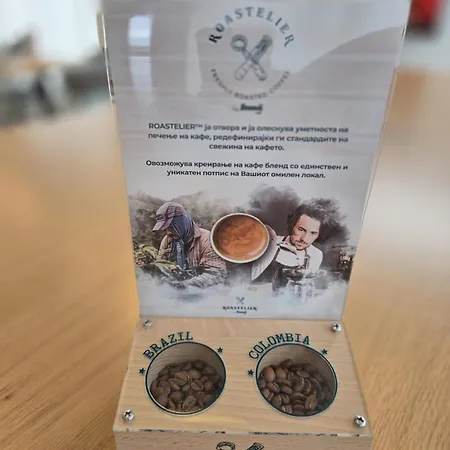 ROASTELIER
FRESHLY ROASTED COFFEE
ROASTELIER™ ја отвора и ја олеснува уметноста на
печење на кафе, редефинирајќи ги стандардите на
свежина на кафето.
Овозможува креирање на кафе бленд со единствен и
уникатен потпис на Вашиот омилен локал.
ROASTELIER
BRAZIL
COLOMBIA